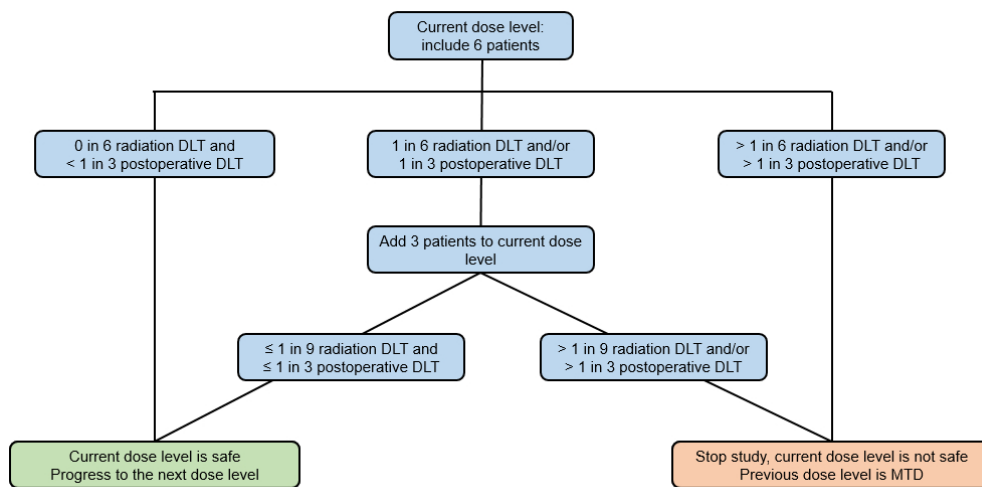 Current dose level:
include 6 patients
0 in 6 radiation DLT and
< 1 in 3 postoperative DLT
1 in 6 radiation DLT and/or
1 in 3 postoperative DLT
> 1 in 6 radiation DLT and/or
> 1 in 3 postoperative DLT
Add 3 patients to current dose
level
≤ 1 in 9 radiation DLT and
≤ 1 in 3 postoperative DLT
> 1 in 9 radiation DLT and/or
> 1 in 3 postoperative DLT
Current dose level is safe
Progress to the next dose level
Stop study, current dose level is not safe
Previous dose level is MTD